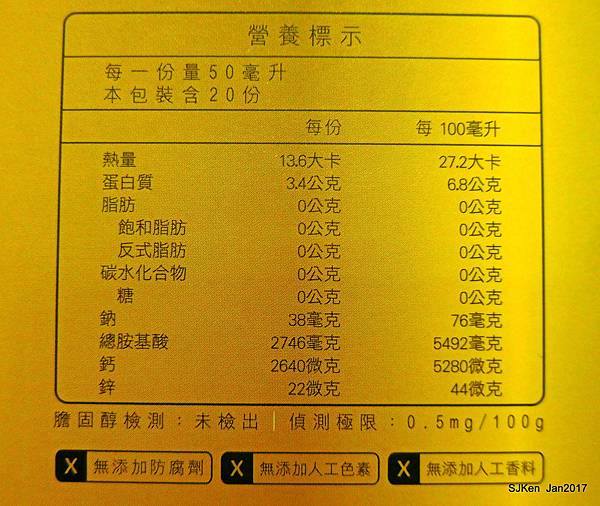 營養標示
每一份量50毫升
本包裝含20份
每份 每 100毫升
熱量 13.6大卡 27.2大卡
蛋白質 3.4公克 6.8公克
脂肪 0公克 0公克
飽和脂肪 0公克 0公克
反式脂肪 0公克 0公克
碳水化合物 0公克 0公克
糖 0公克 0公克
鈉 38毫克 76毫克
總胺基酸 2746毫克 5492毫克
鈣 2640微克 5280微克
鋅 22微克 44微克
膽固醇檢測：未檢出｜偵測極限：0.5mg/100g
X 無添加防腐劑 X 無添加人工色素 X 無添加人工香料
SJKen Jan2017